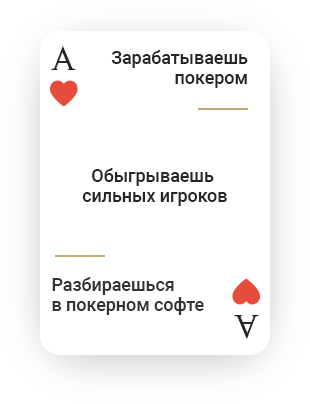 A
Зарабатываешь
покером
Обыгрываешь
сильных игроков
Разбираешься
в покерном софте
A